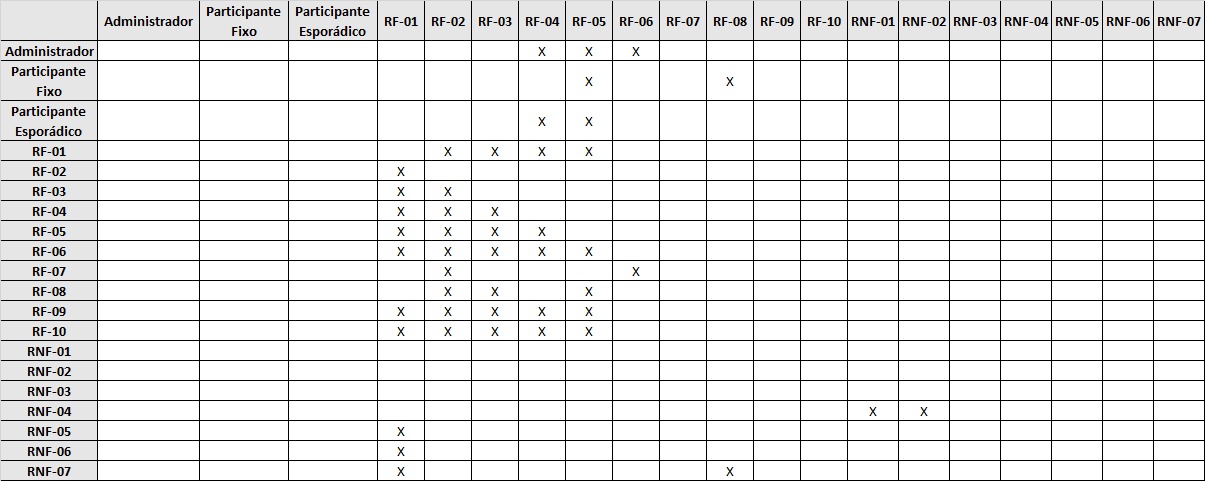 Administrador Participante Fixo Participante Esporádico RF-01 RF-02 RF-03 RF-04 RF-05 RF-06 RF-07 RF-08 RF-09 RF-10 RNF-01 RNF-02 RNF-03 RNF-04 RNF-05 RNF-06 RNF-07
Administrador X X X
Participante Fixo X X
Participante Esporádico X X
RF-01 X X X X
RF-02 X
RF-03 X X
RF-04 X X X
RF-05 X X X X
RF-06 X X X X X
RF-07 X X
RF-08 X X X
RF-09 X X X X X
RF-10 X X X X X
RNF-01
RNF-02
RNF-03
RNF-04 X X
RNF-05 X
RNF-06 X
RNF-07 X X